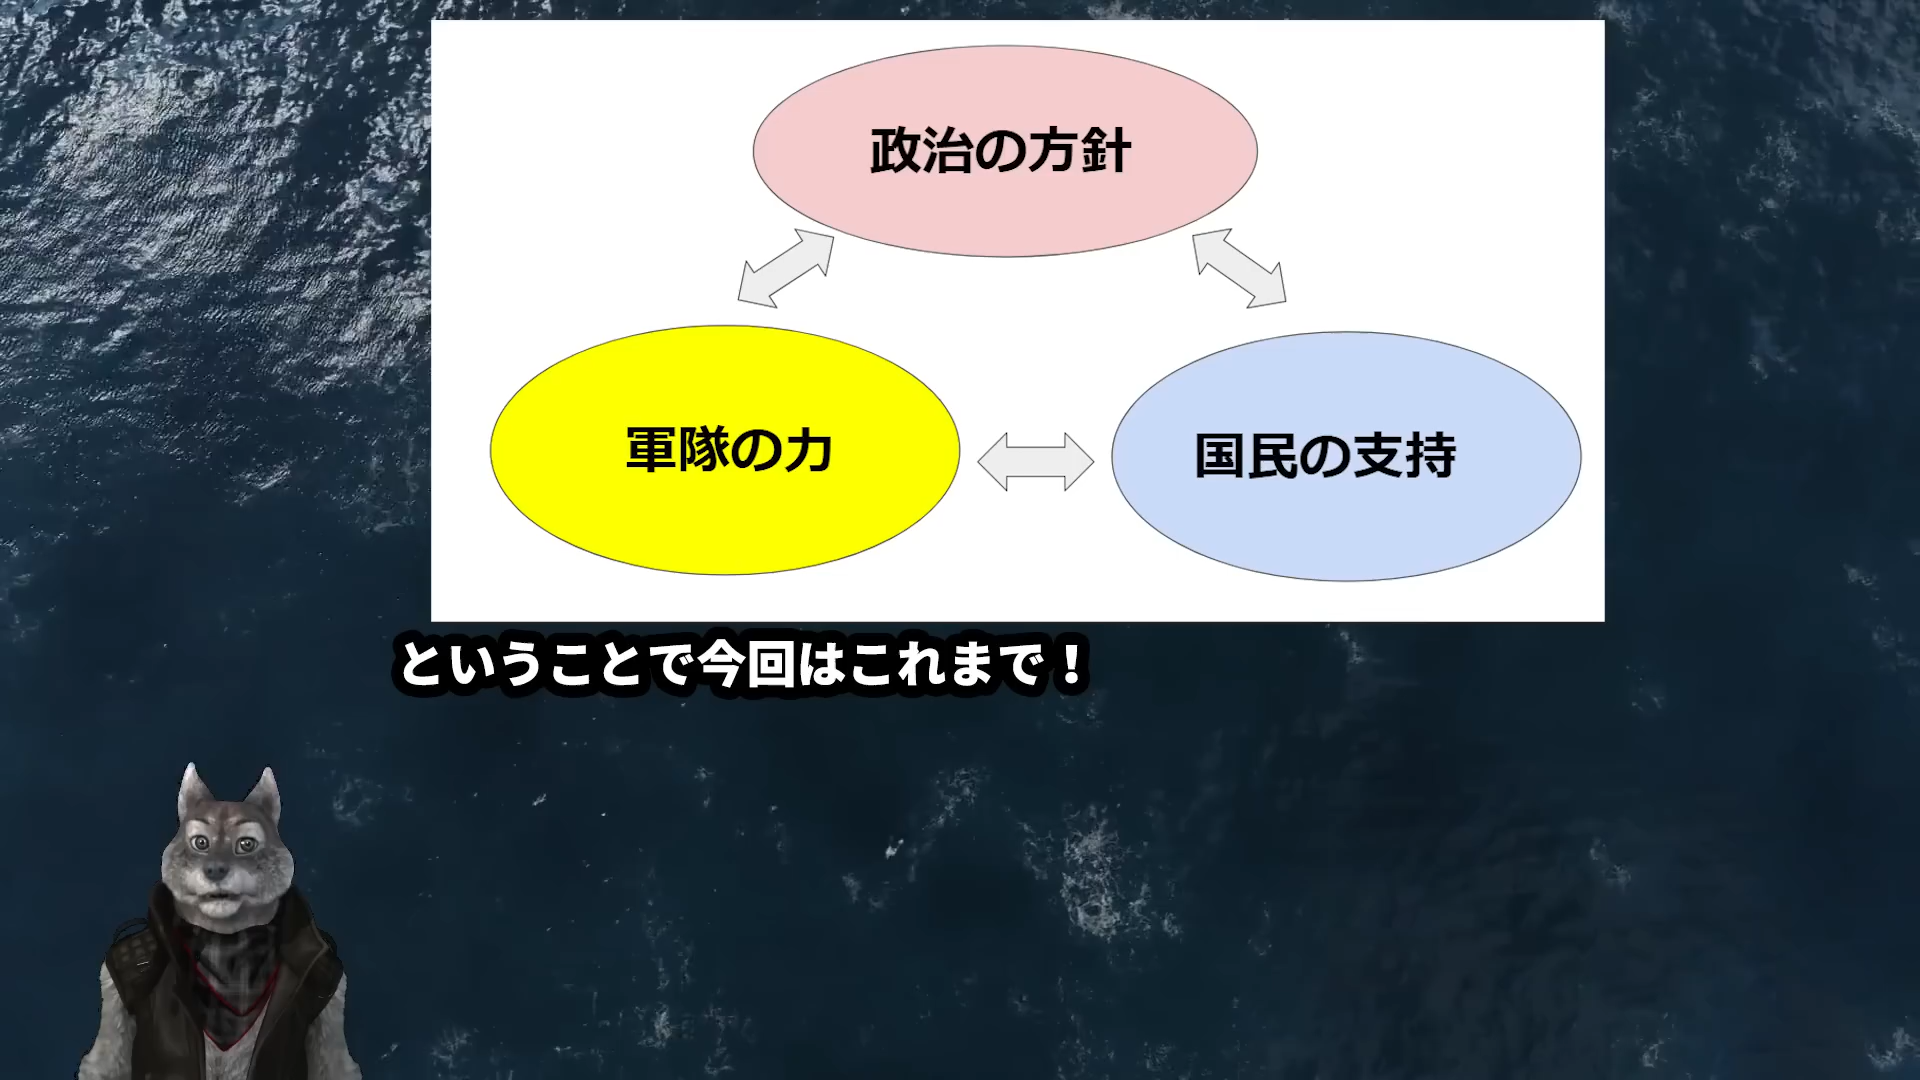 政治の方針
軍隊の力
国民の支持
ということで今回はこれまで！